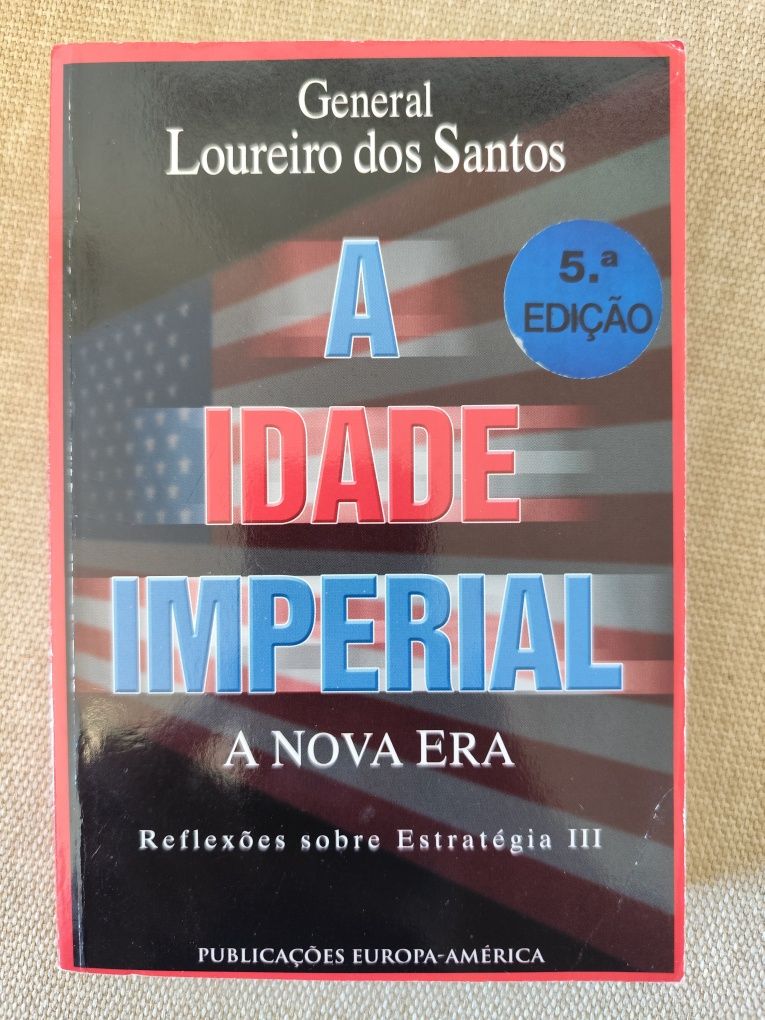 General
Loureiro dos Santos
A
5.ª
EDIÇÃO
IDADE
IMPERIAL
A NOVA ERA
Reflexões sobre Estratégia III
PUBLICAÇÕES EUROPA-AMÉRICA